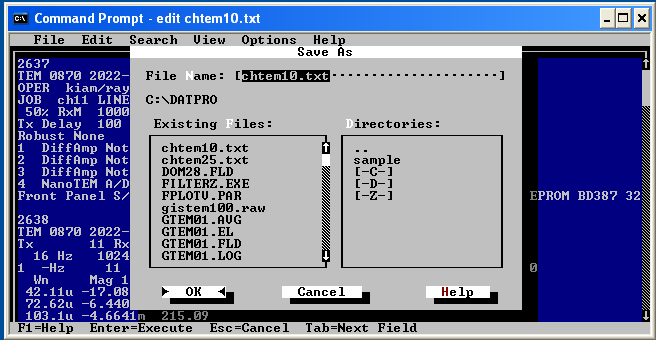 Command Prompt - edit chtem10.txt
File Edit Search View Options Help
Save As
File Name: [chtem10.txt·····················]
C:\DATPRO
Existing Files:
chtem10.txt
chtem25.txt
DOM28.FLD
FILTERZ.EXE
FPLOTV.PAR
gistem100.raw
GTEM01.AVG
GTEM01.EL
GTEM01.FLD
GTEM01.LOG
Directories:
..
sample
[-C-]
[-D-]
[-Z-]
OK
Cancel
Help
2637
TEM 0870 2022-
OPER kiam/ray
JOB ch11 LINE
50% RxM 1000
Tx Delay 100
Robust None
1 DiffAmp Not
2 DiffAmp Not
3 DiffAmp Not
4 NanoTEM A/D
Front Panel S/ EPROM BD387 32
2638
TEM 0870 2022-
Tx 11 Rx
16 Hz 1024
1 -Hz 11 0
Wn Mag 1
42.11u -17.08
72.62u -6.440
103.1u -4.6641m 215.09
F1=Help Enter=Execute Esc=Cancel Tab=Next Field